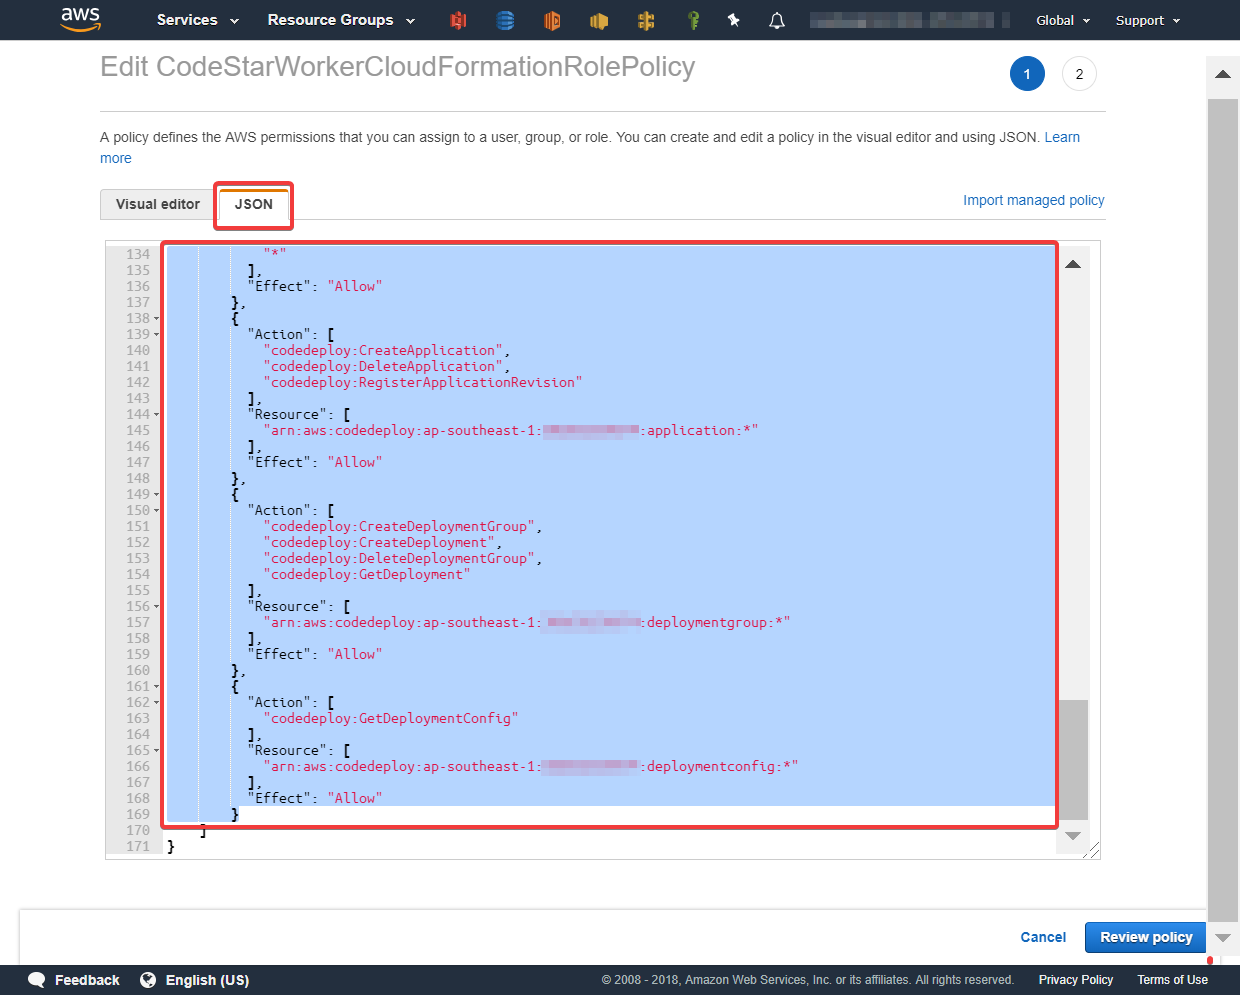 aws Services Resource Groups Global Support
Edit CodeStarWorkerCloudFormationRolePolicy
1 2
A policy defines the AWS permissions that you can assign to a user, group, or role. You can create and edit a policy in the visual editor and using JSON. Learn
more
Visual editor JSON Import managed policy
134 "*"
135 ],
136 "Effect": "Allow"
137 },
138 {
139 "Action": [
140 "codedeploy:CreateApplication",
141 "codedeploy:DeleteApplication",
142 "codedeploy:RegisterApplicationRevision"
143 ],
144 "Resource": [
145 "arn:aws:codedeploy:ap-southeast-1: :application:*"
146 ],
147 "Effect": "Allow"
148 },
149 {
150 "Action": [
151 "codedeploy:CreateDeploymentGroup",
152 "codedeploy:CreateDeployment",
153 "codedeploy:DeleteDeploymentGroup",
154 "codedeploy:GetDeployment"
155 ],
156 "Resource": [
157 "arn:aws:codedeploy:ap-southeast-1: :deploymentgroup:*"
158 ],
159 "Effect": "Allow"
160 },
161 {
162 "Action": [
163 "codedeploy:GetDeploymentConfig"
164 ],
165 "Resource": [
166 "arn:aws:codedeploy:ap-southeast-1: :deploymentconfig:*"
167 ],
168 "Effect": "Allow"
169 }
170 ]
171 }
Cancel Review policy
Feedback English (US) © 2008 - 2018, Amazon Web Services, Inc. or its affiliates. All rights reserved. Privacy Policy Terms of Use